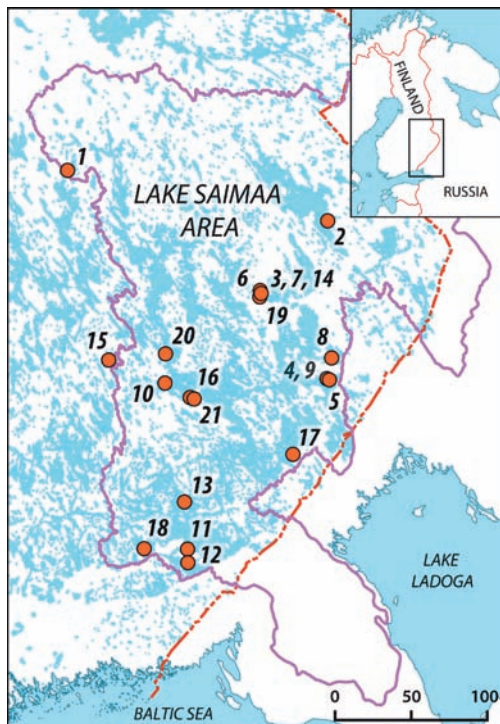 FINLAND
RUSSIA
1
LAKE SAIMAA
AREA
2
6 3, 7, 14
19
15
20
8
10
16
4, 9
21
5
17
13
18
11
12
LAKE
LADOGA
BALTIC SEA
0 50 100